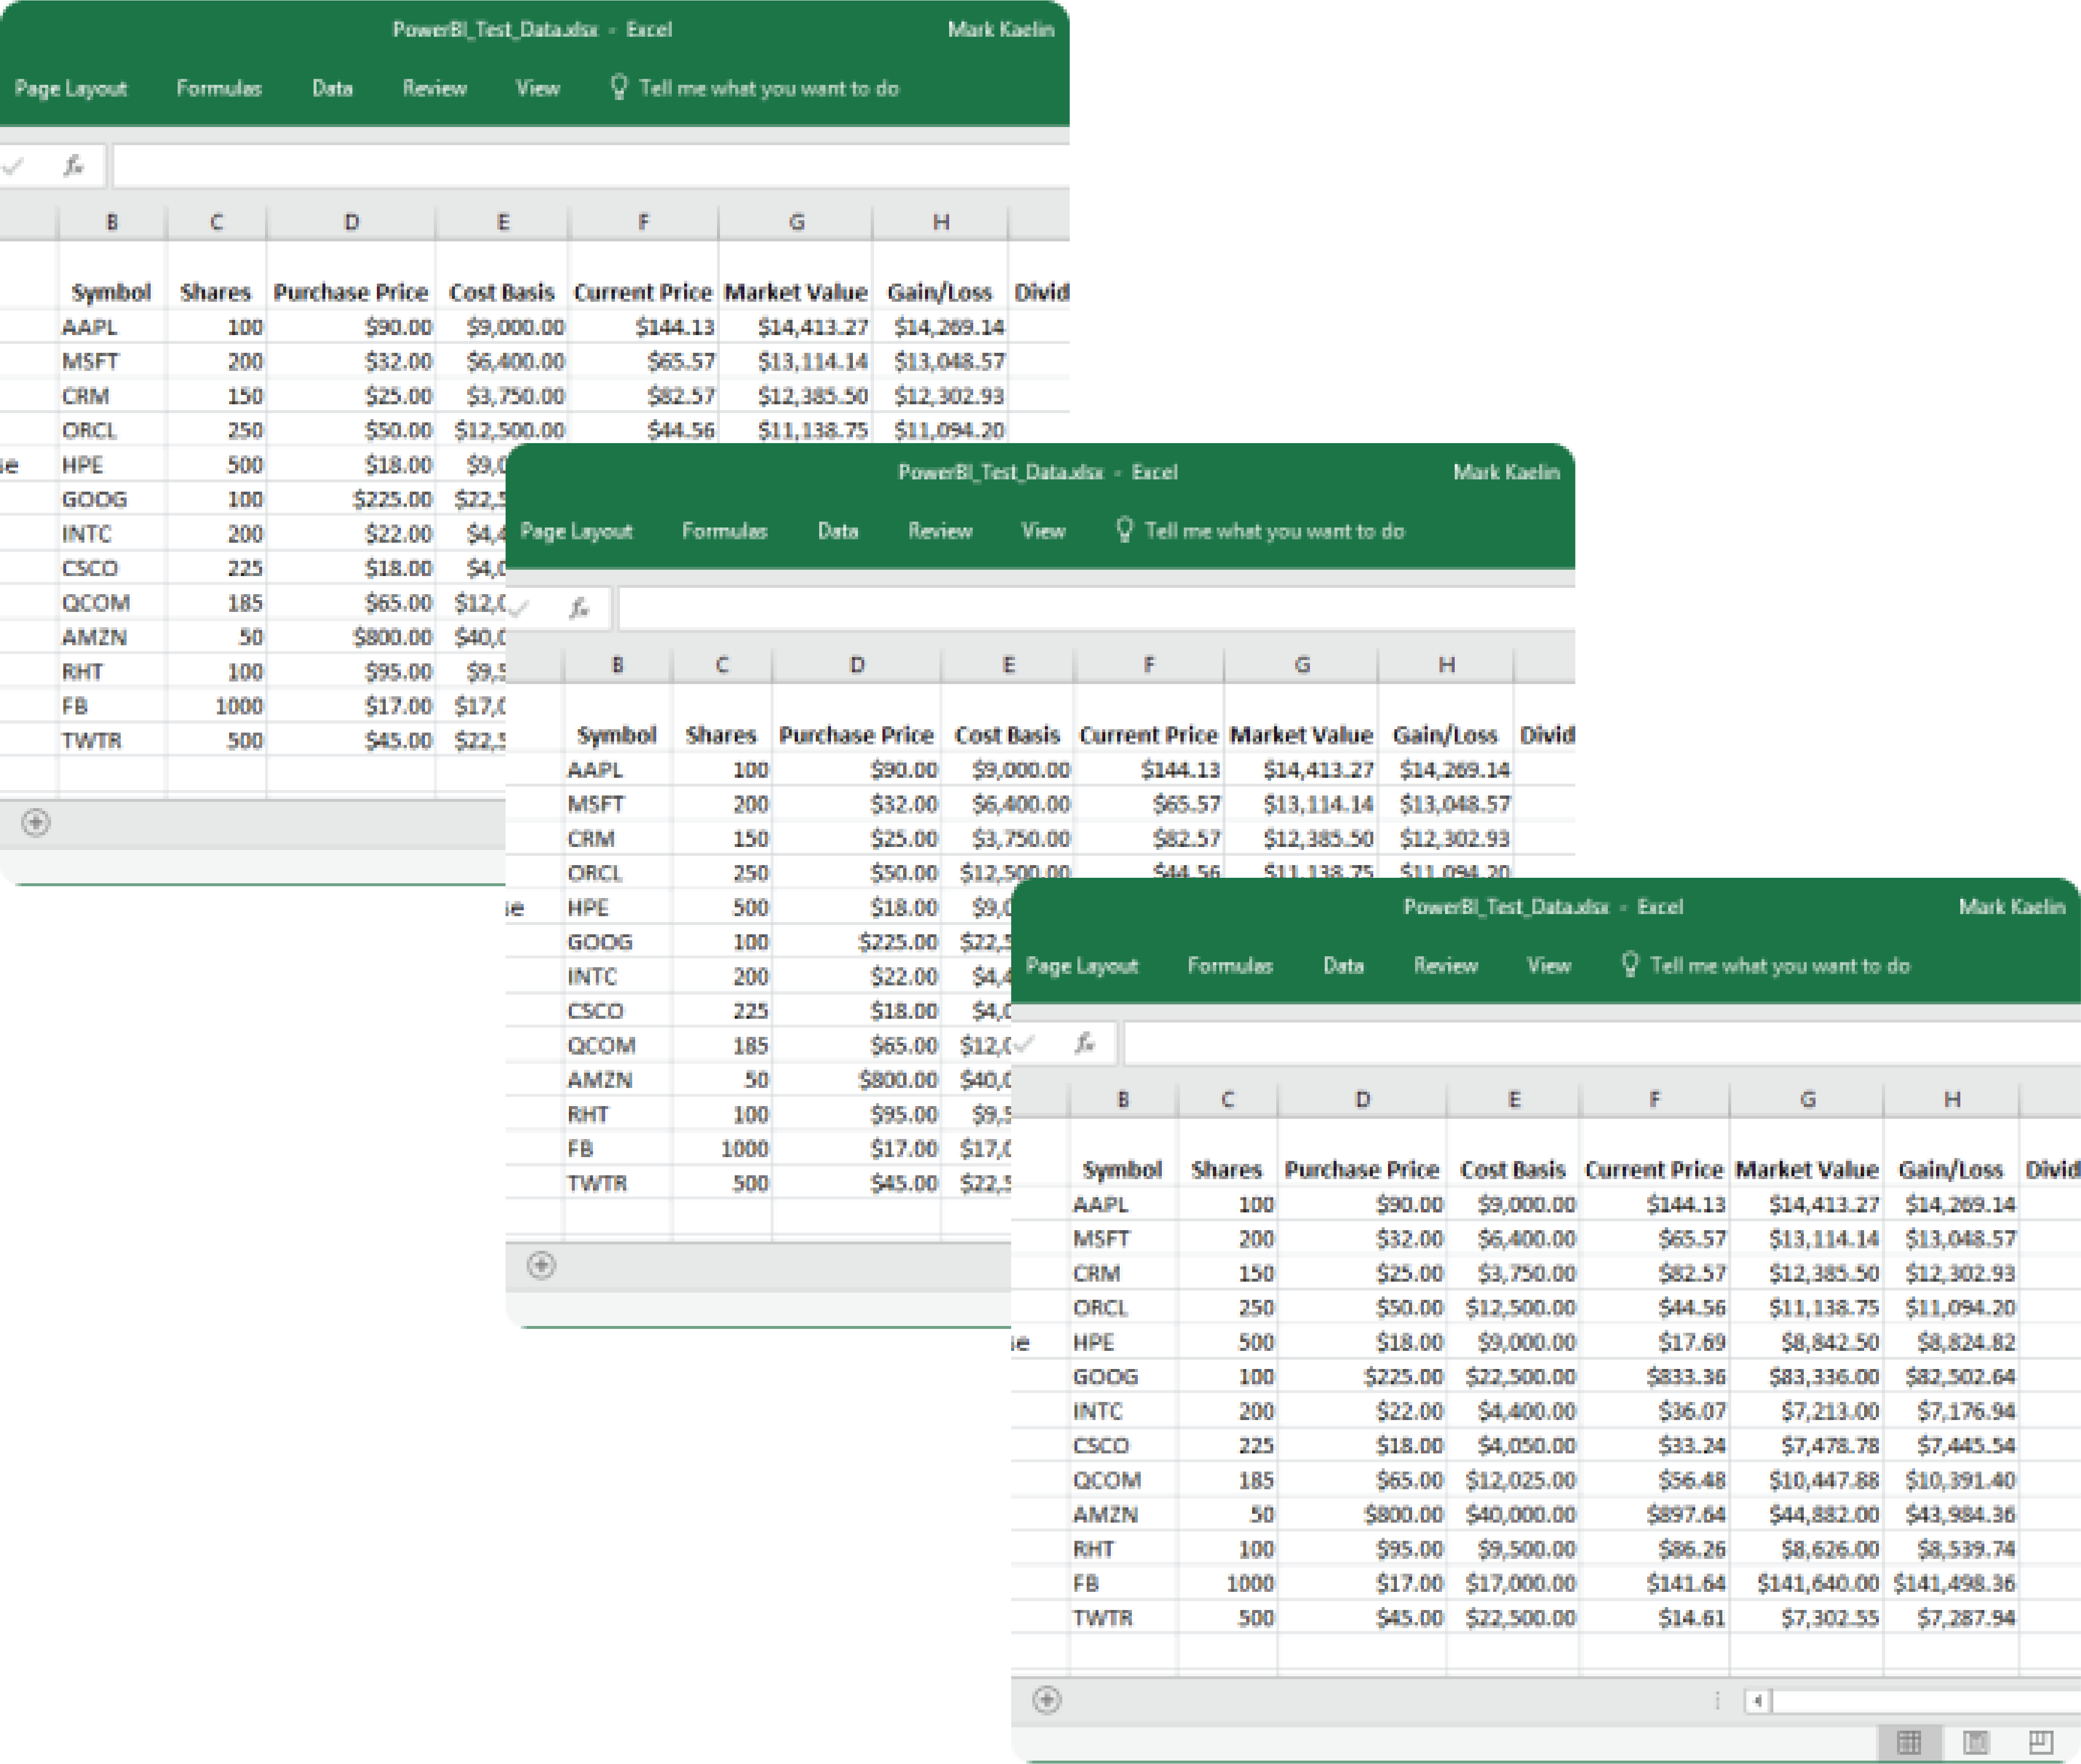 PowerBI_Test_Data.xlsx - Excel Mark Kaelin
Page Layout Formulas Data Review View Tell me what you want to do
fx
B C D E F G H
Symbol Shares Purchase Price Cost Basis Current Price Market Value Gain/Loss Divid
AAPL 100 $90.00 $9,000.00 $144.13 $14,413.27 $14,269.14
MSFT 200 $32.00 $6,400.00 $65.57 $13,114.14 $13,048.57
CRM 150 $25.00 $3,750.00 $82.57 $12,385.50 $12,302.93
ORCL 250 $50.00 $12,500.00 $44.56 $11,138.75 $11,094.20
se HPE 500 $18.00 $9,0
GOOG 100 $225.00 $22,5
INTC 200 $22.00 $4,4
CSCO 225 $18.00 $4,0
QCOM 185 $65.00 $12,0
AMZN 50 $800.00 $40,0
RHT 100 $95.00 $9,5
FB 1000 $17.00 $17,0
TWTR 500 $45.00 $22,5
PowerBI_Test_Data.xlsx - Excel Mark Kaelin
Page Layout Formulas Data Review View Tell me what you want to do
fx
B C D E F G H
Symbol Shares Purchase Price Cost Basis Current Price Market Value Gain/Loss Divid
AAPL 100 $90.00 $9,000.00 $144.13 $14,413.27 $14,269.14
MSFT 200 $32.00 $6,400.00 $65.57 $13,114.14 $13,048.57
CRM 150 $25.00 $3,750.00 $82.57 $12,385.50 $12,302.93
ORCL 250 $50.00 $12,500.00 $44.56 $11,138.75 $11,094.20
se HPE 500 $18.00 $9,0
GOOG 100 $225.00 $22,5
INTC 200 $22.00 $4,4
CSCO 225 $18.00 $4,0
QCOM 185 $65.00 $12,0
AMZN 50 $800.00 $40,0
RHT 100 $95.00 $9,5
FB 1000 $17.00 $17,0
TWTR 500 $45.00 $22,5
PowerBI_Test_Data.xlsx - Excel Mark Kaelin
Page Layout Formulas Data Review View Tell me what you want to do
fx
B C D E F G H
Symbol Shares Purchase Price Cost Basis Current Price Market Value Gain/Loss Divid
AAPL 100 $90.00 $9,000.00 $144.13 $14,413.27 $14,269.14
MSFT 200 $32.00 $6,400.00 $65.57 $13,114.14 $13,048.57
CRM 150 $25.00 $3,750.00 $82.57 $12,385.50 $12,302.93
ORCL 250 $50.00 $12,500.00 $44.56 $11,138.75 $11,094.20
se HPE 500 $18.00 $9,000.00 $17.69 $8,842.50 $8,824.82
GOOG 100 $225.00 $22,500.00 $833.36 $83,336.00 $82,502.64
INTC 200 $22.00 $4,400.00 $36.07 $7,213.00 $7,176.94
CSCO 225 $18.00 $4,050.00 $33.24 $7,478.78 $7,445.54
QCOM 185 $65.00 $12,025.00 $56.48 $10,447.88 $10,391.40
AMZN 50 $800.00 $40,000.00 $897.64 $44,882.00 $43,984.36
RHT 100 $95.00 $9,500.00 $86.26 $8,626.00 $8,539.74
FB 1000 $17.00 $17,000.00 $141.64 $141,640.00 $141,498.36
TWTR 500 $45.00 $22,500.00 $14.61 $7,302.55 $7,287.94